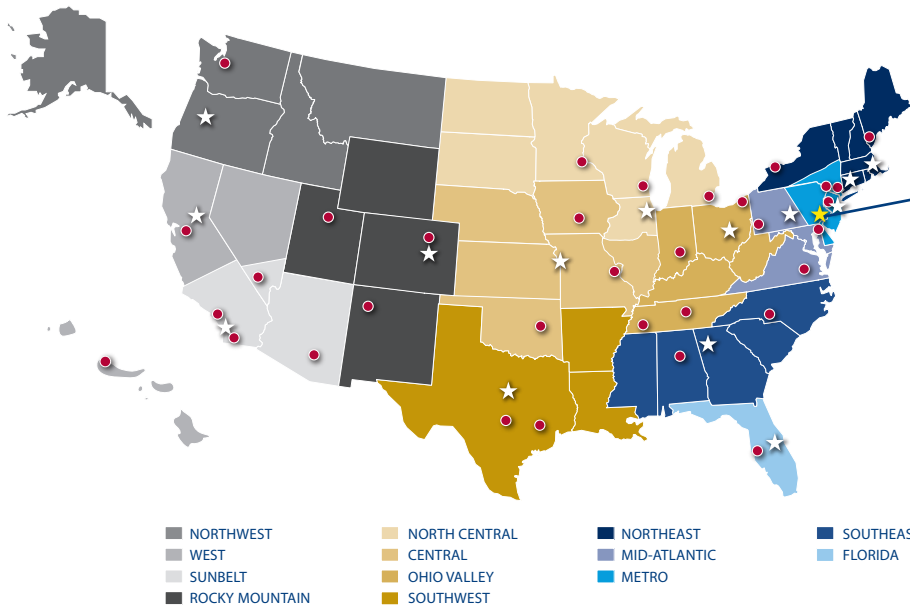 NORTHWEST
WEST
SUNBELT
ROCKY MOUNTAIN
NORTH CENTRAL
CENTRAL
OHIO VALLEY
SOUTHWEST
NORTHEAST
MID-ATLANTIC
METRO
SOUTHEAS
FLORIDA